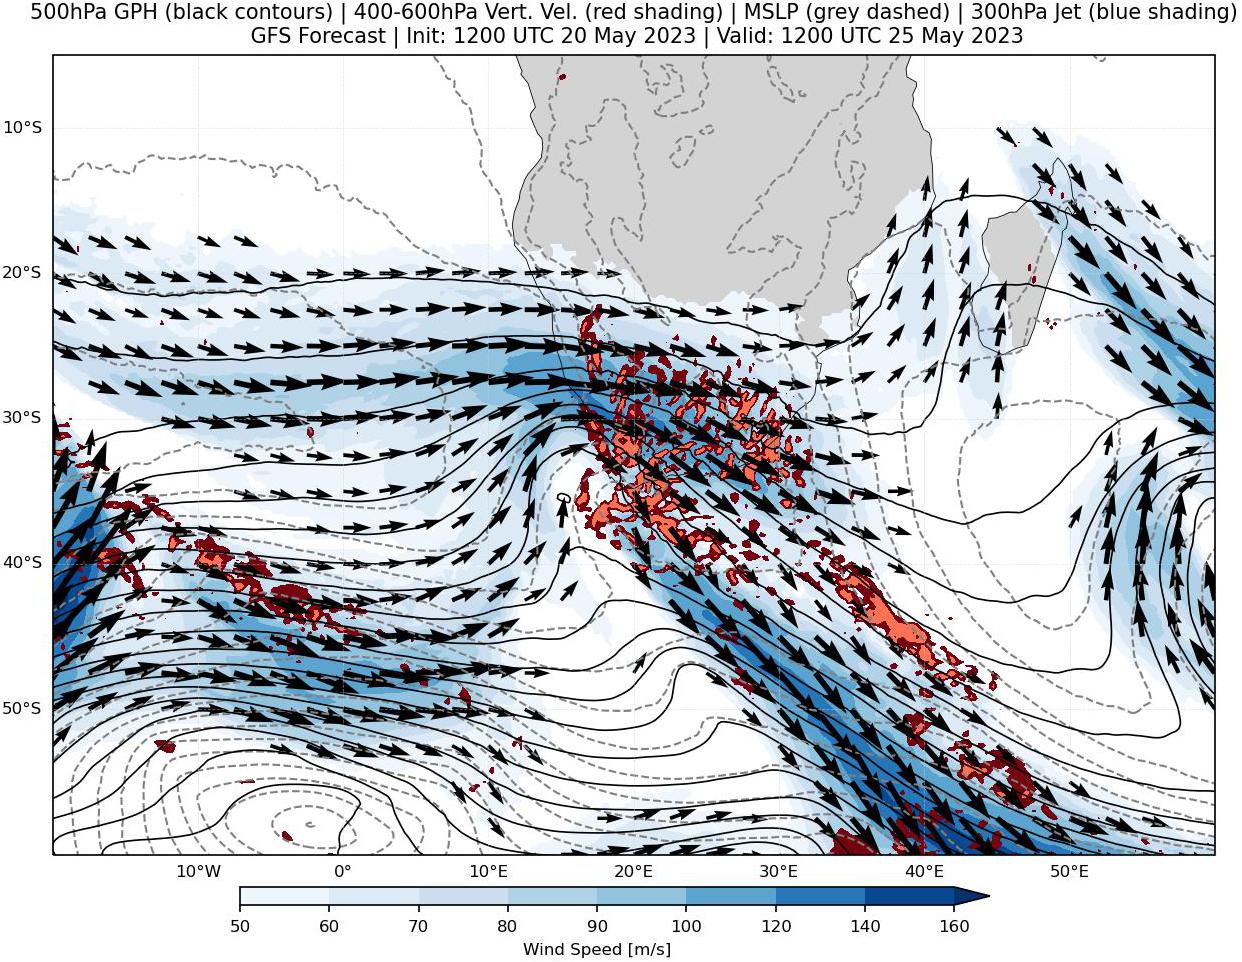 500hPa GPH (black contours) | 400-600hPa Vert. Vel. (red shading) | MSLP (grey dashed) | 300hPa Jet (blue shading)
GFS Forecast | Init: 1200 UTC 20 May 2023 | Valid: 1200 UTC 25 May 2023
10°S
20°S
30°S
40°S
50°S
10°W 0° 10°E 20°E 30°E 40°E 50°E
50 60 70 80 90 100 120 140 160
Wind Speed [m/s]